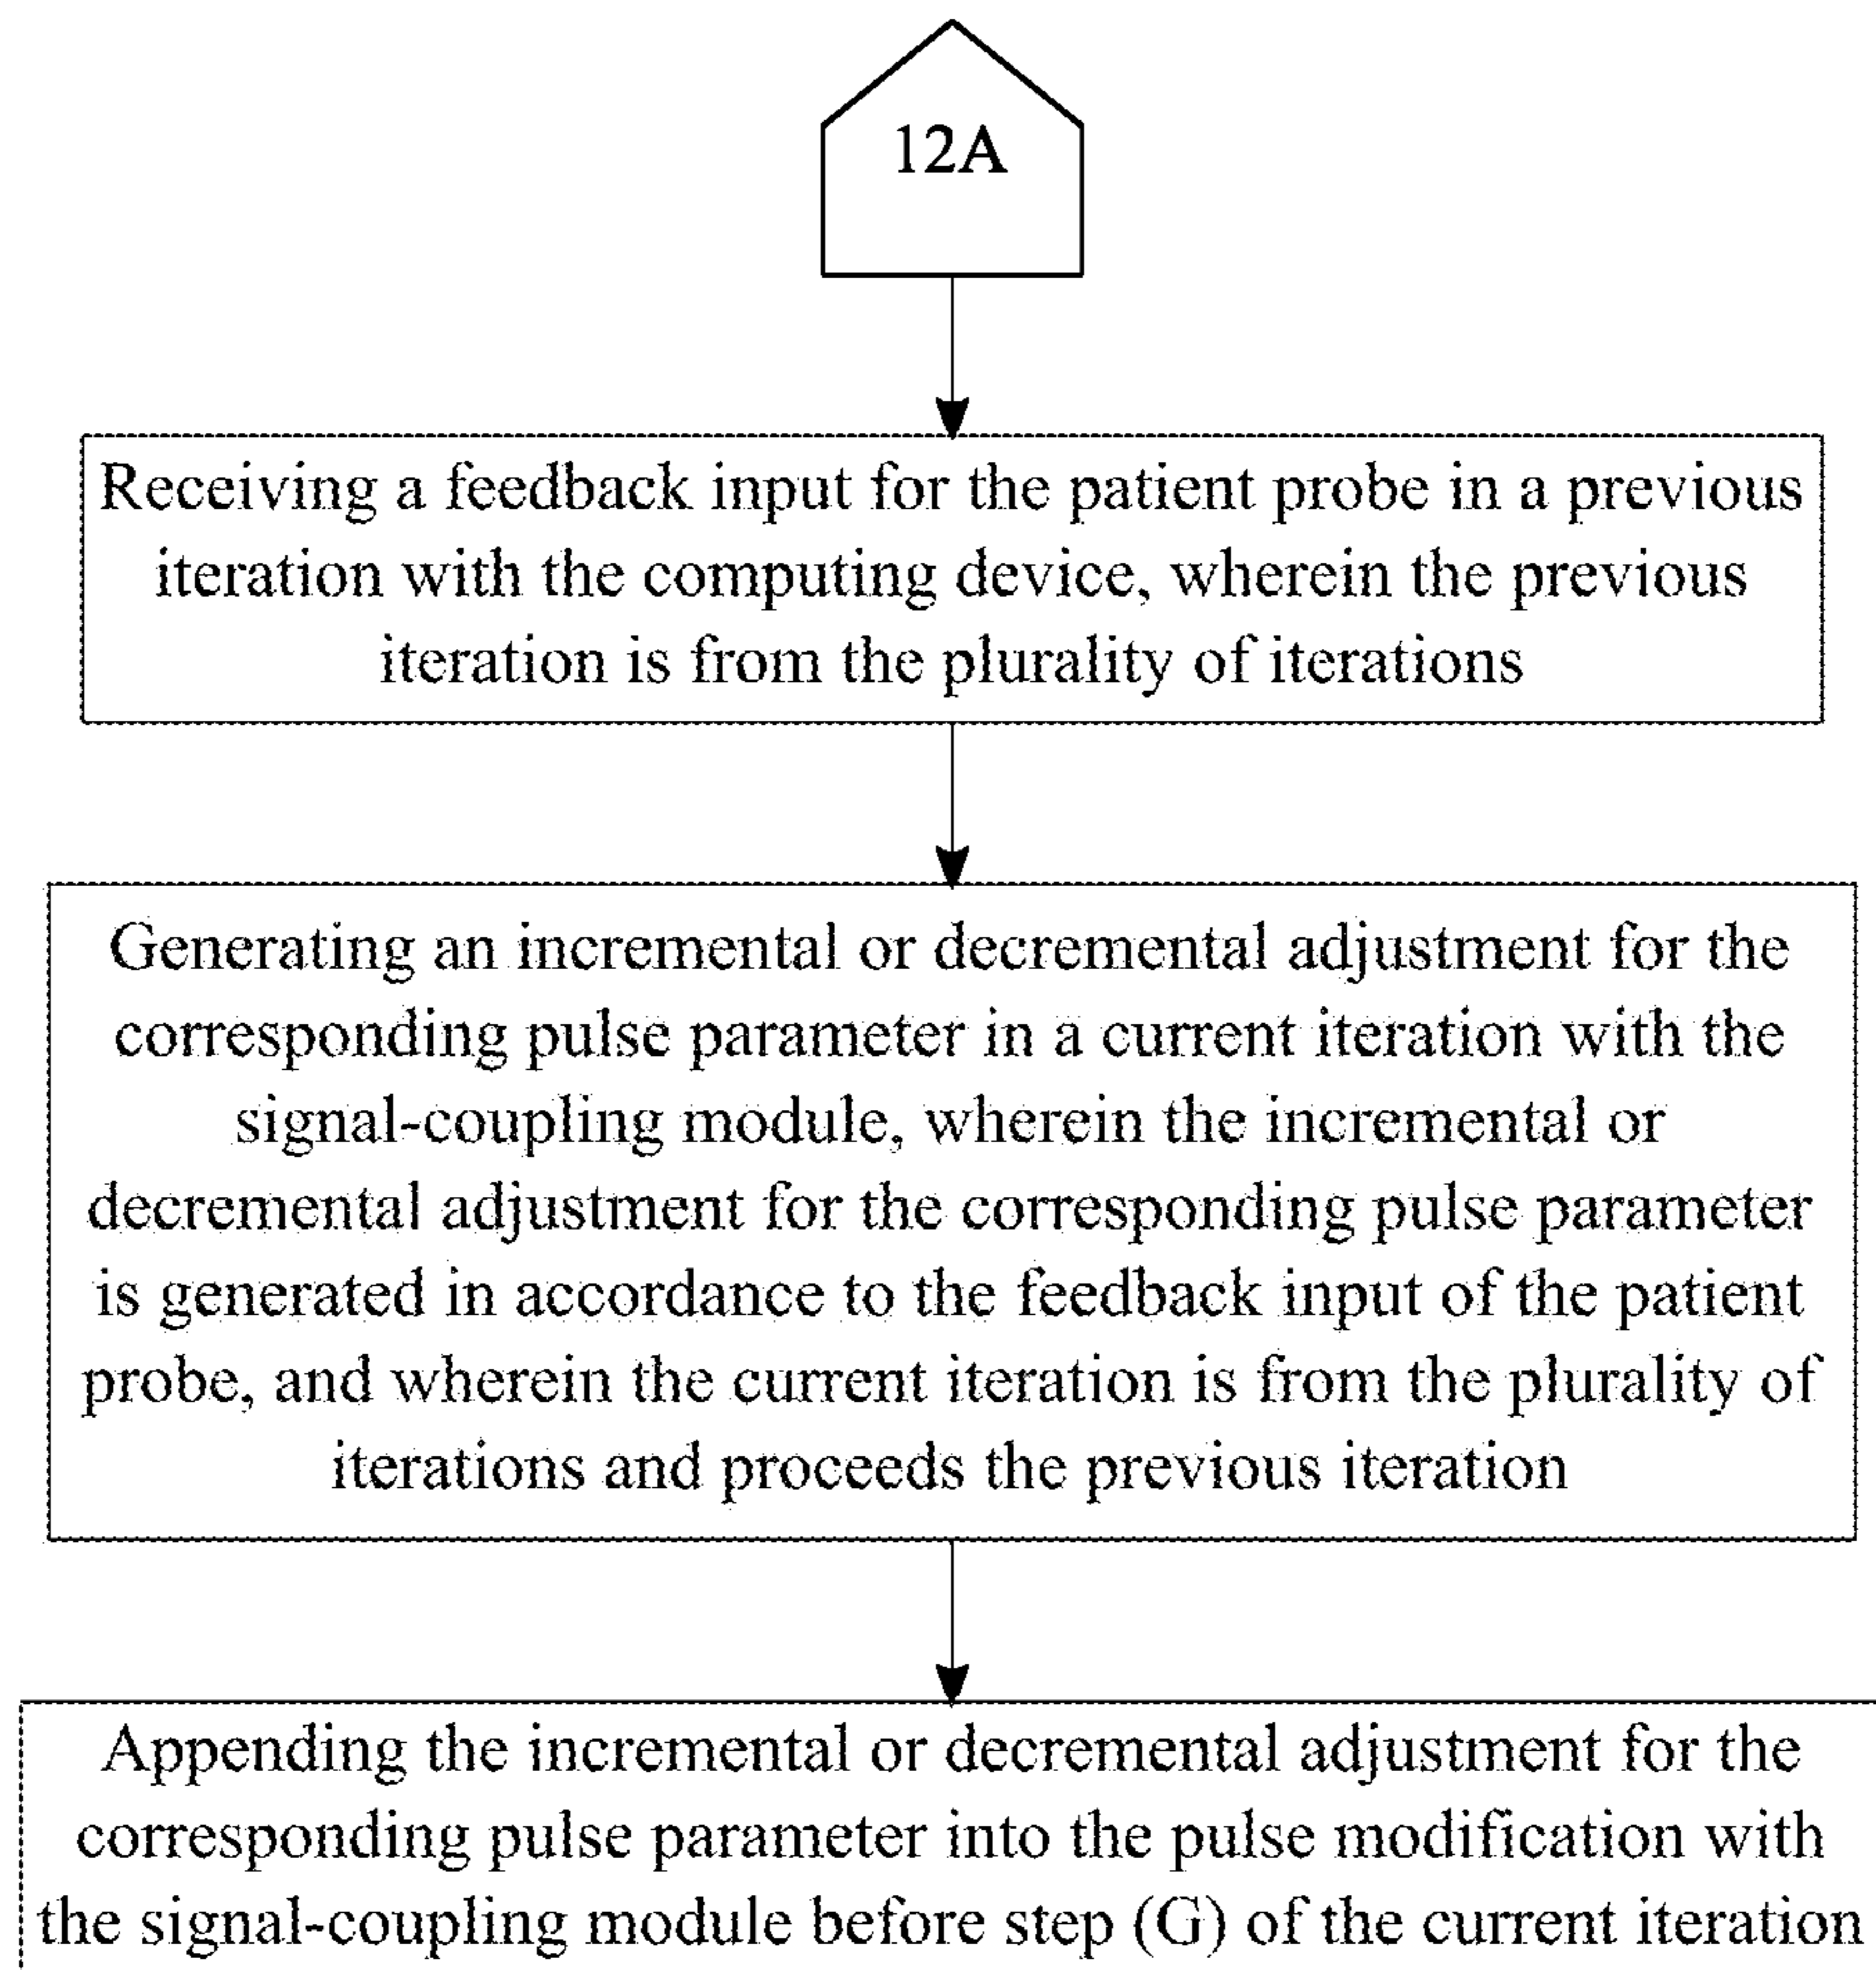 12A
Receiving a feedback input for the patient probe in a previous
iteration with the computing device, wherein the previous
iteration is from the plurality of iterations
Generating an incremental or decremental adjustment for the
corresponding pulse parameter in a current iteration with the
signal-coupling module, wherein the incremental or
decremental adjustment for the corresponding pulse parameter
is generated in accordance to the feedback input of the patient
probe, and wherein the current iteration is from the plurality of
iterations and proceeds the previous iteration
Appending the incremental or decremental adjustment for the
corresponding pulse parameter into the pulse modification with
the signal-coupling module before step (G) of the current iteration